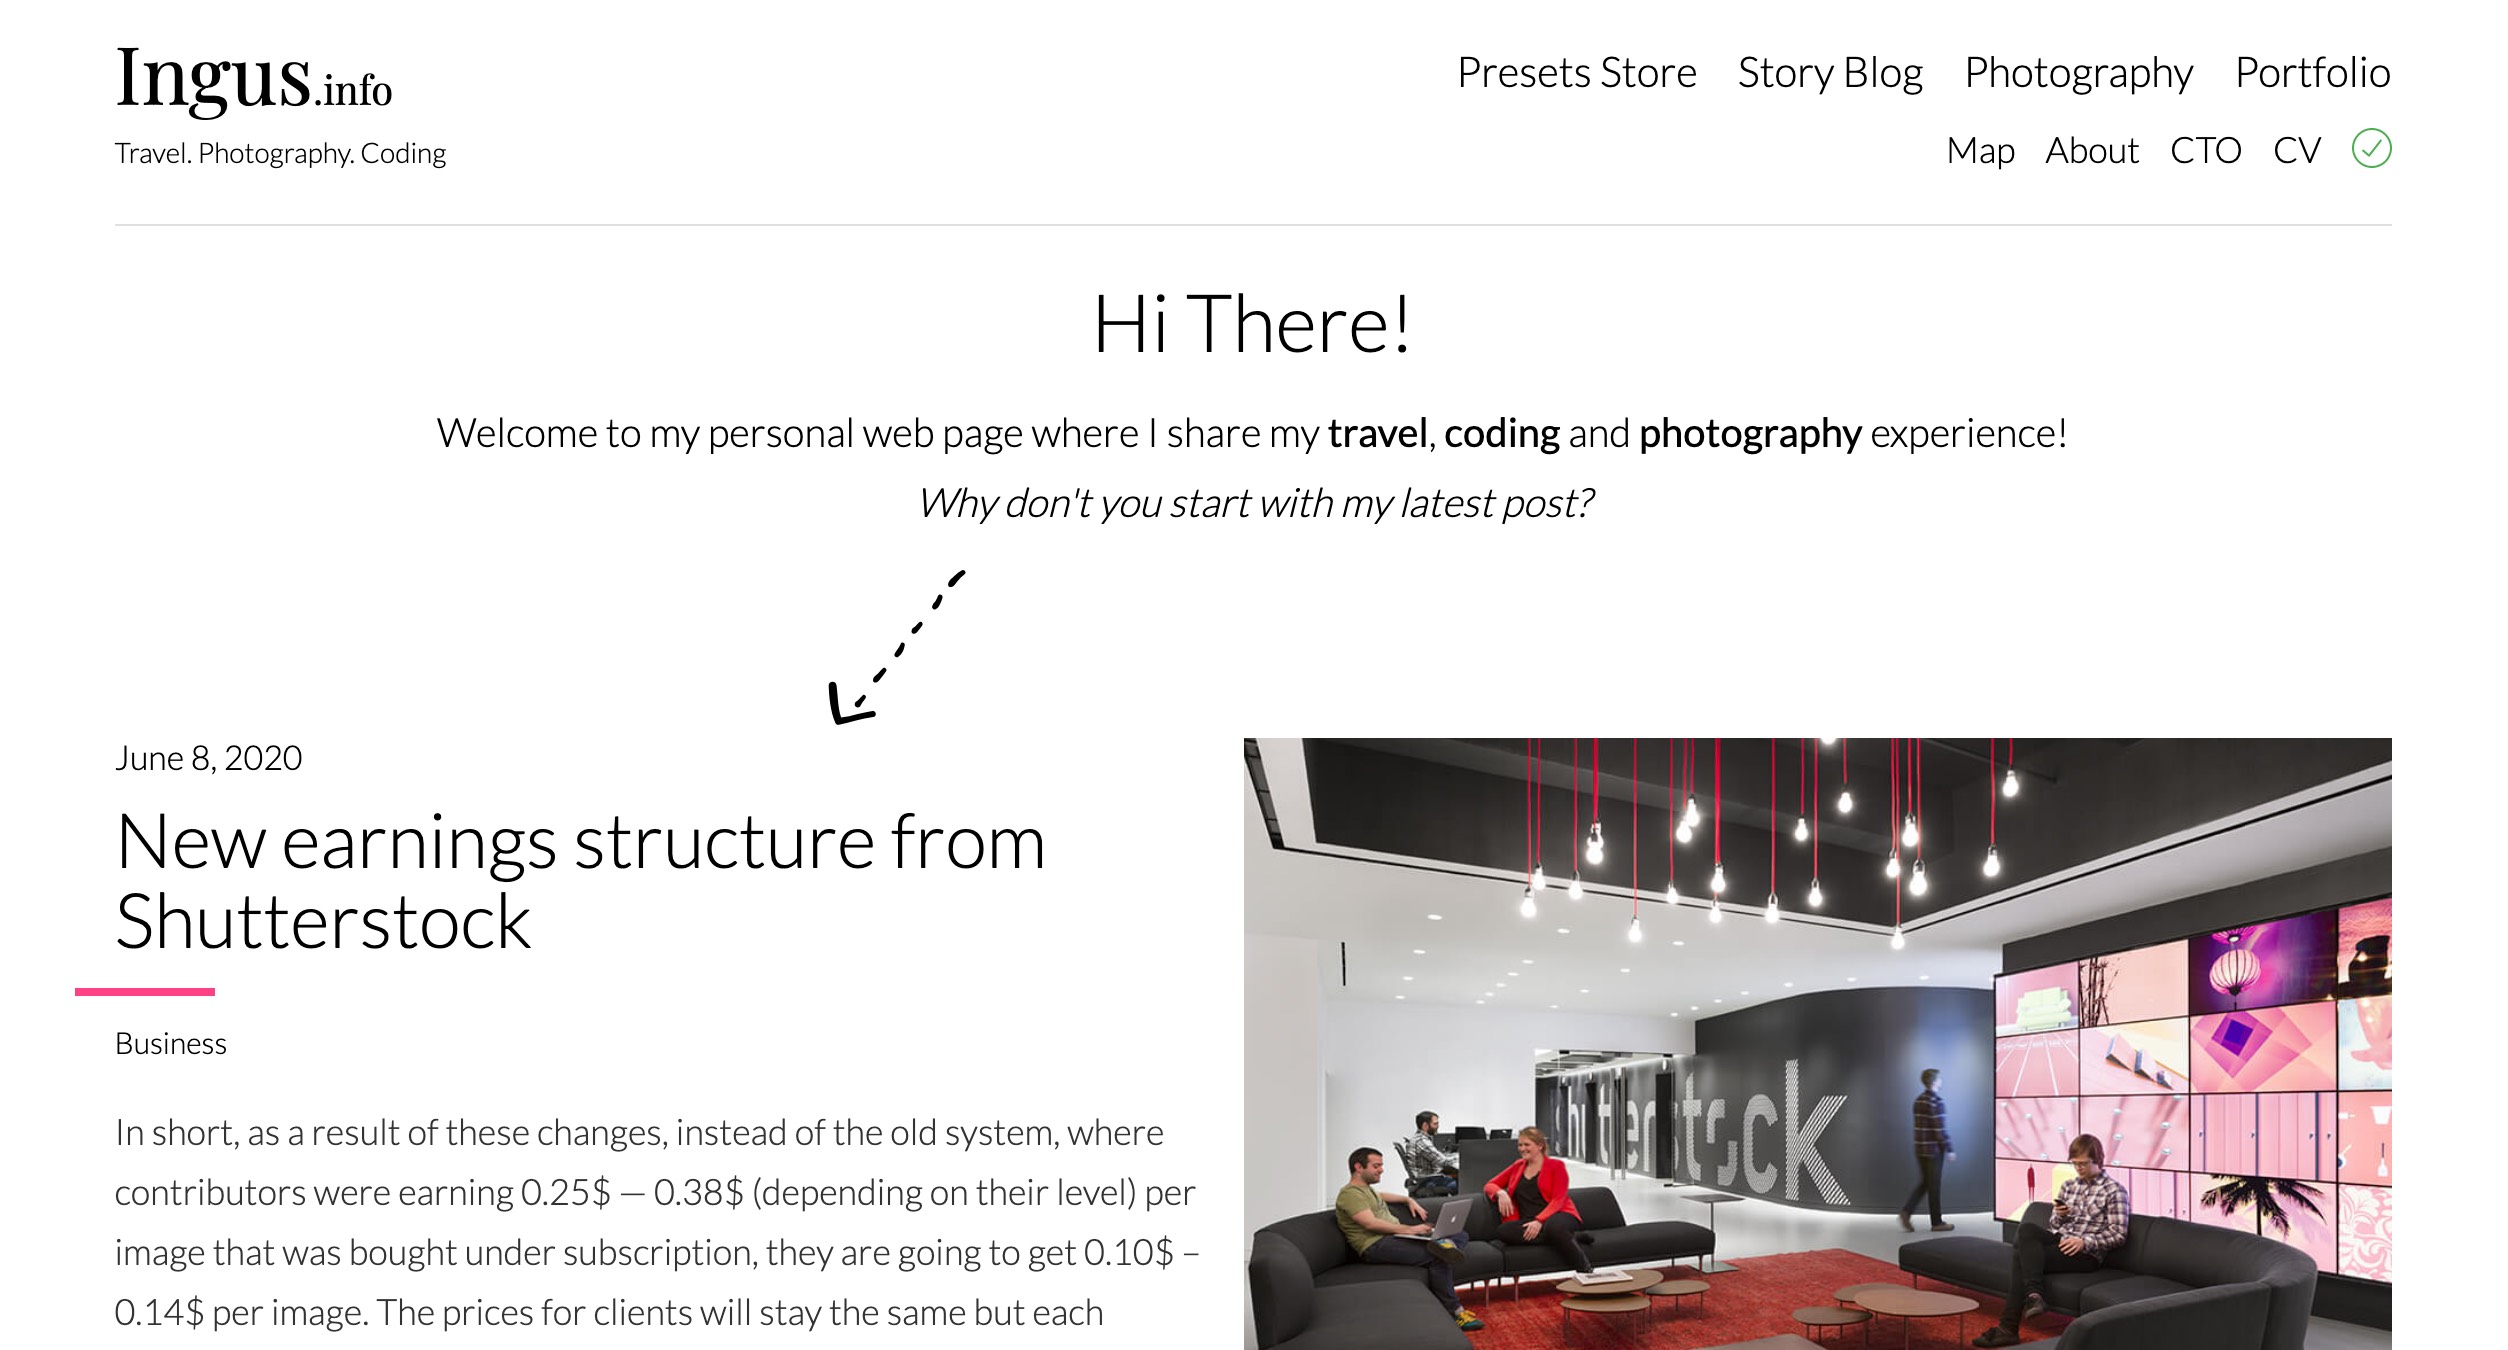 Ingus.info
Travel. Photography. Coding
Presets Store Story Blog Photography Portfolio
Map About CTO CV
Hi There!
Welcome to my personal web page where I share my travel, coding and photography experience!
Why don't you start with my latest post?
June 8, 2020
New earnings structure from
Shutterstock
Business
In short, as a result of these changes, instead of the old system, where
contributors were earning 0.25$ — 0.38$ (depending on their level) per
image that was bought under subscription, they are going to get 0.10$ –
0.14$ per image. The prices for clients will stay the same but each
shutterstock